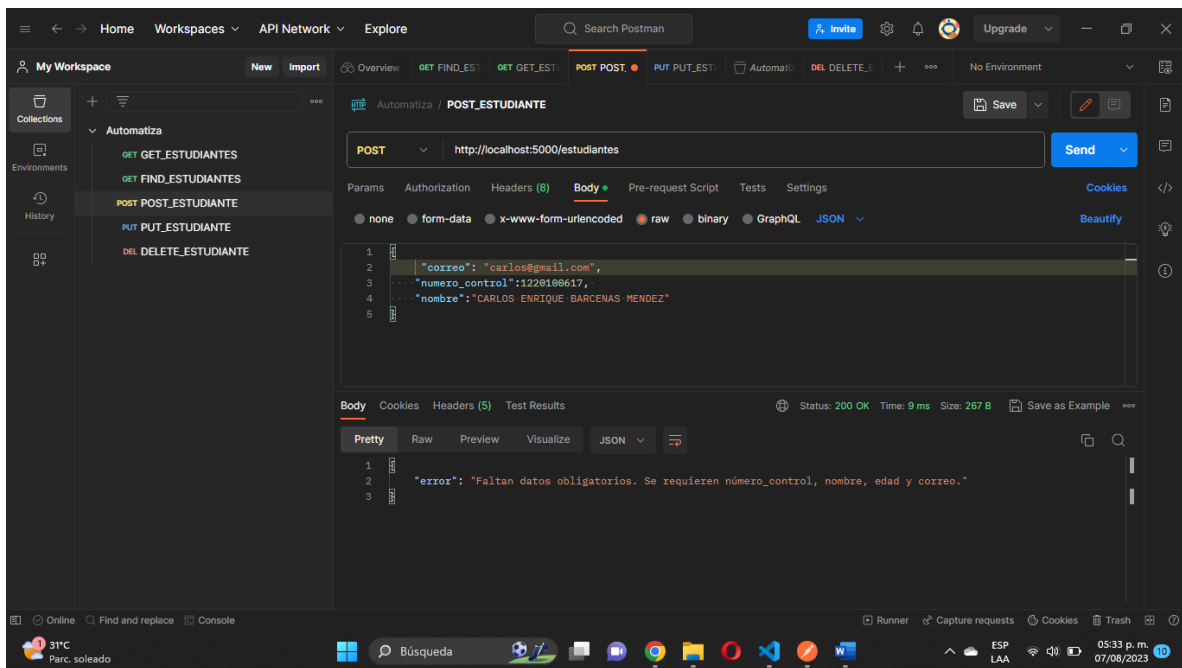 Home Workspaces API Network Explore Search Postman Invite Upgrade
My Workspace New Import Overview GET FIND_EST GET GET_EST POST POST_ PUT PUT_EST Automati DEL DELETE_E No Environment
Collections
Environments
History
Automatiza
GET GET_ESTUDIANTES
GET FIND_ESTUDIANTES
POST POST_ESTUDIANTE
PUT PUT_ESTUDIANTE
DEL DELETE_ESTUDIANTE
HTTP Automatiza / POST_ESTUDIANTE Save
POST http://localhost:5000/estudiantes Send
Params Authorization Headers (8) Body Pre-request Script Tests Settings Cookies
none form-data x-www-form-urlencoded raw binary GraphQL JSON Beautify
1 {
2 "correo": "carlos@gmail.com",
3 "numero_control":1220100617,
4 "nombre":"CARLOS ENRIQUE BARCENAS MENDEZ"
5 }
Body Cookies Headers (5) Test Results Status: 200 OK Time: 9 ms Size: 267 B Save as Example
Pretty Raw Preview Visualize JSON
1 {
2 "error": "Faltan datos obligatorios. Se requieren número_control, nombre, edad y correo."
3 }
Online Find and replace Console Runner Capture requests Cookies Trash
1 31°C
Parc. soleado
Búsqueda
ESP
LAA
05:33 p. m.
07/08/2023
10